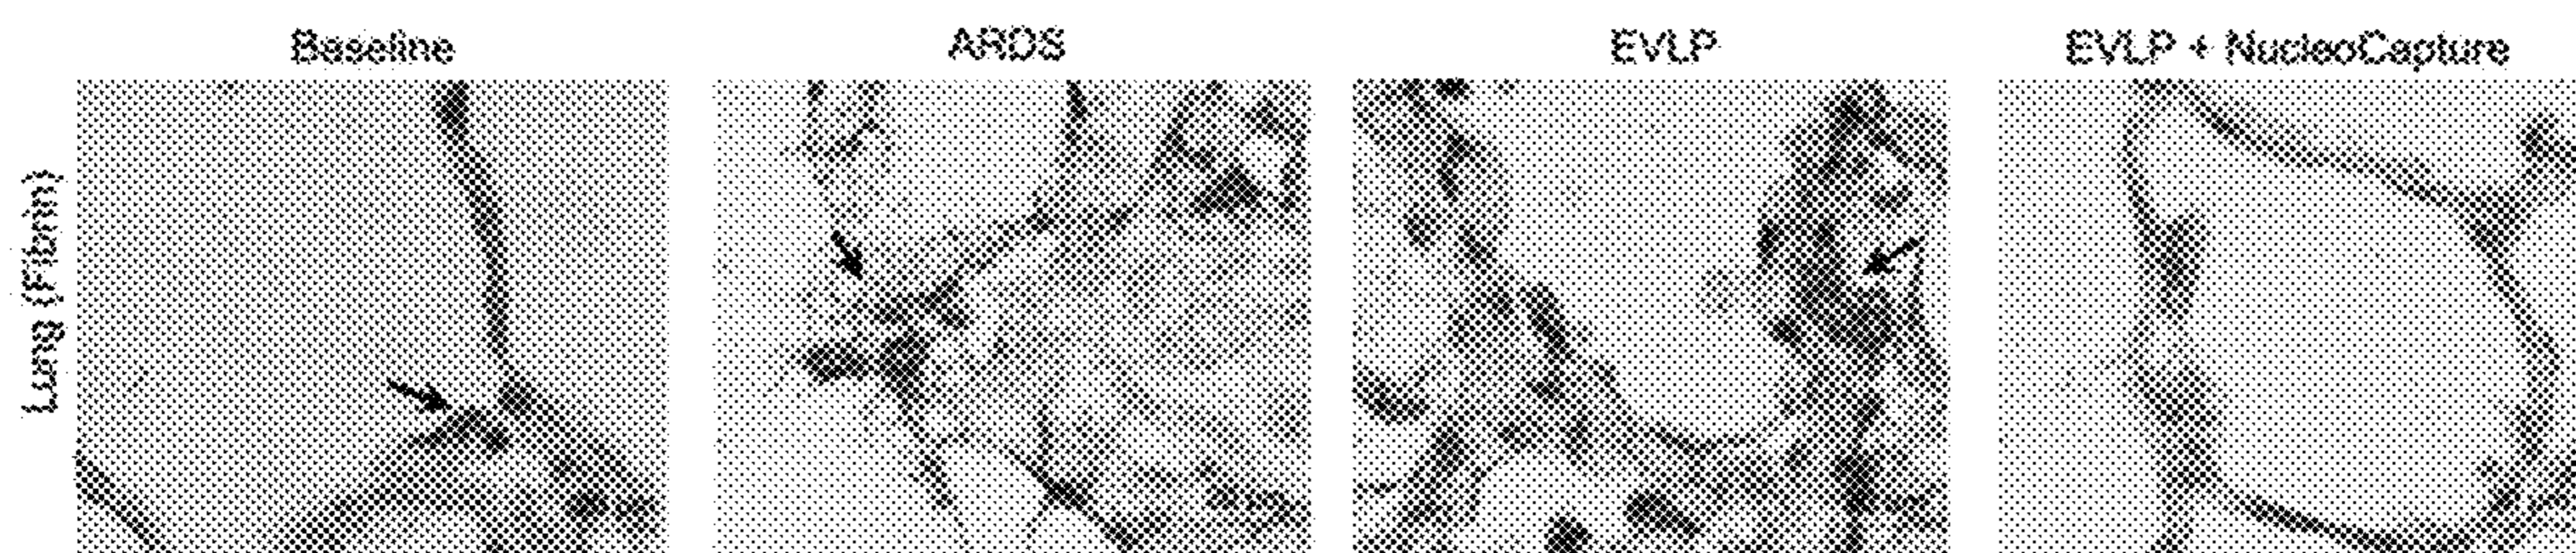 Baseline
ARDS
EVLP
EVLP + NucleoCapture
Lung (Fibrin)